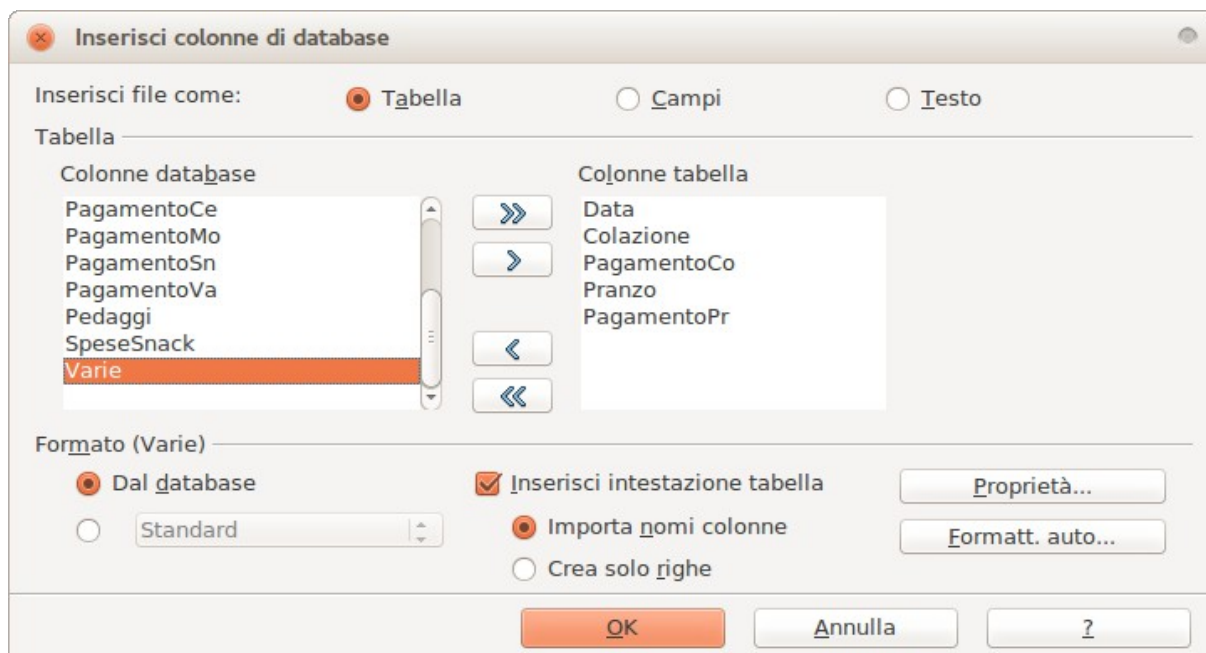 Inserisci colonne di database
Inserisci file come: Tabella Campi Testo
Tabella
Colonne database
PagamentoCe
PagamentoMo
PagamentoSn
PagamentoVa
Pedaggi
SpeseSnack
Varie
Colonne tabella
Data
Colazione
PagamentoCo
Pranzo
PagamentoPr
Formato (Varie)
Dal database
Standard
Inserisci intestazione tabella
Importa nomi colonne
Crea solo righe
Proprietà...
Formatt. auto...
OK Annulla ?